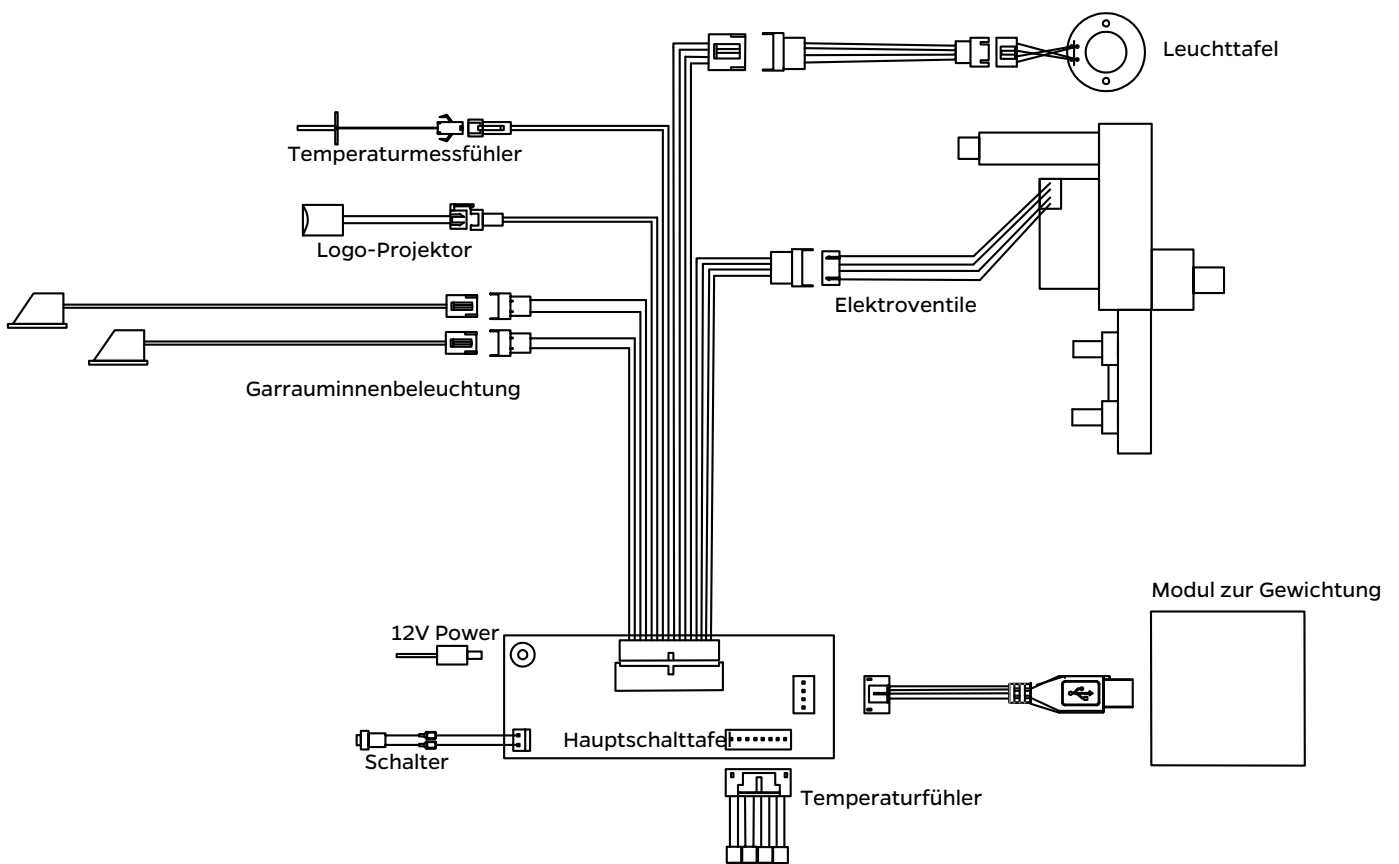 Leuchttafel
Temperaturmessfühler
Logo-Projektor
Elektroventile
Garrauminnenbeleuchtung
Modul zur Gewichtung
12V Power
Hauptschalttafel
Schalter
Temperaturfühler